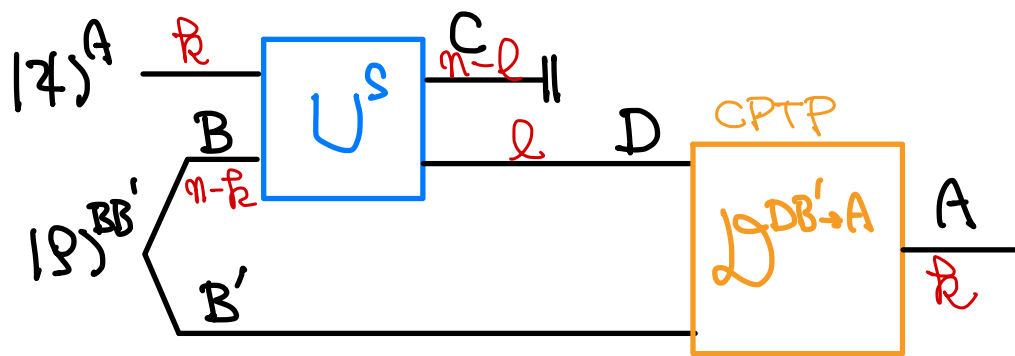 |Ψ⟩^A
k
U^S
C
n-l
B
n-k
l
D
CPTP
|ρ⟩^{BB'}
B'
𝒟^{DB'→A}
A
k